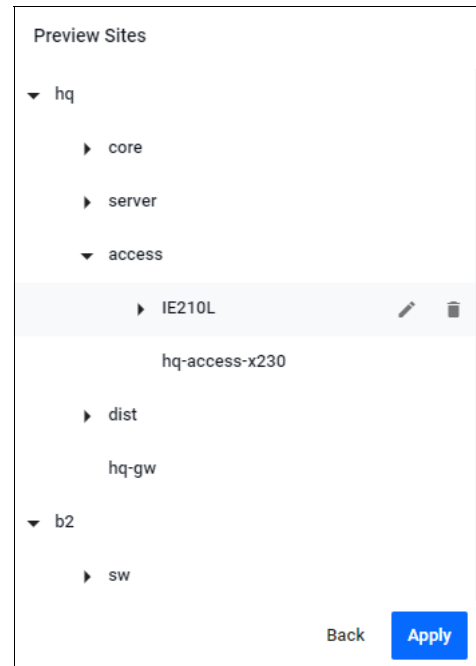 Preview Sites
hq
core
server
access
IE210L
hq-access-x230
dist
hq-gw
b2
sw
Back Apply